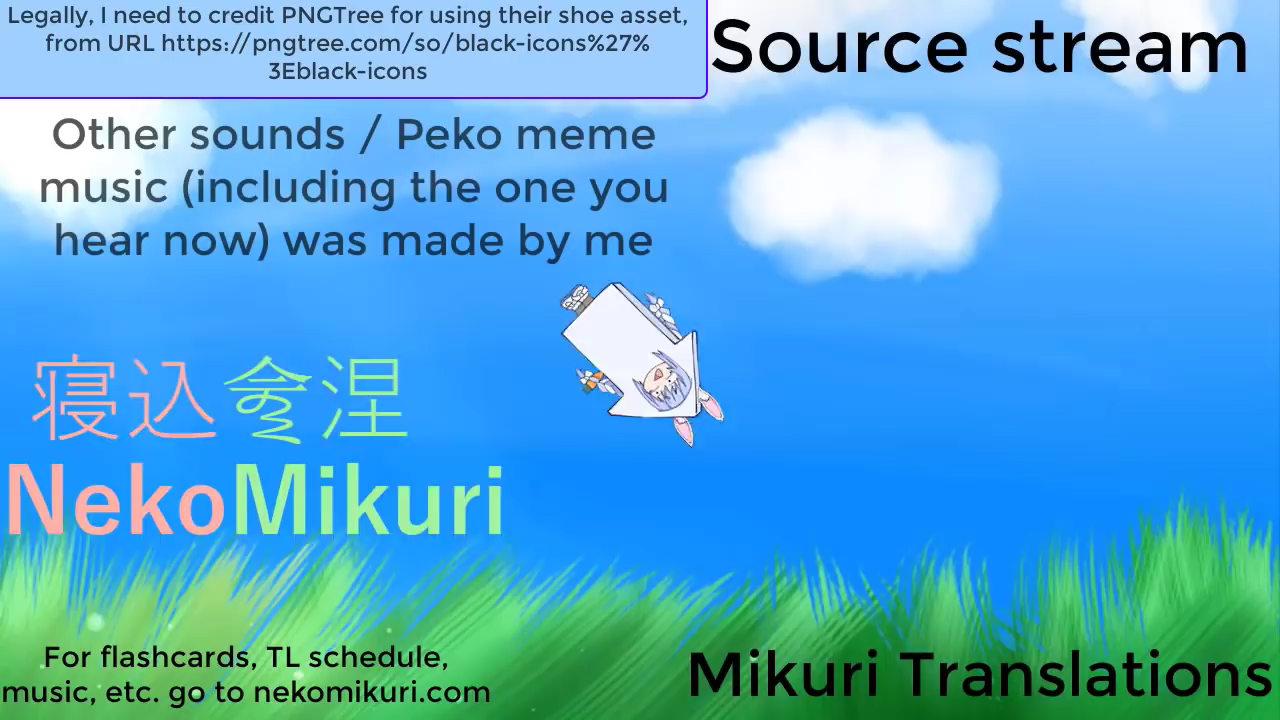 Legally, I need to credit PNGTree for using their shoe asset,
from URL https://pngtree.com/so/black-icons%27%
3Eblack-icons
Source stream
Other sounds / Peko meme
music (including the one you
hear now) was made by me
寝込
涅
NekoMikuri
For flashcards, TL schedule,
music, etc. go to nekomikuri.com
Mikuri Translations